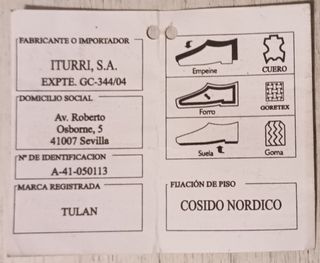 FABRICANTE O IMPORTADOR
ITURRI, S.A.
EXPTE. GC-344/04
DOMICILIO SOCIAL
Av. Roberto
Osborne, 5
41007 Sevilla
Nº DE IDENTIFICACION
A-41-050113
MARCA REGISTRADA
TULAN
Empeine
CUERO
Forro
GORETEX
Suela
Goma
FIJACIÓN DE PISO
COSIDO NORDICO